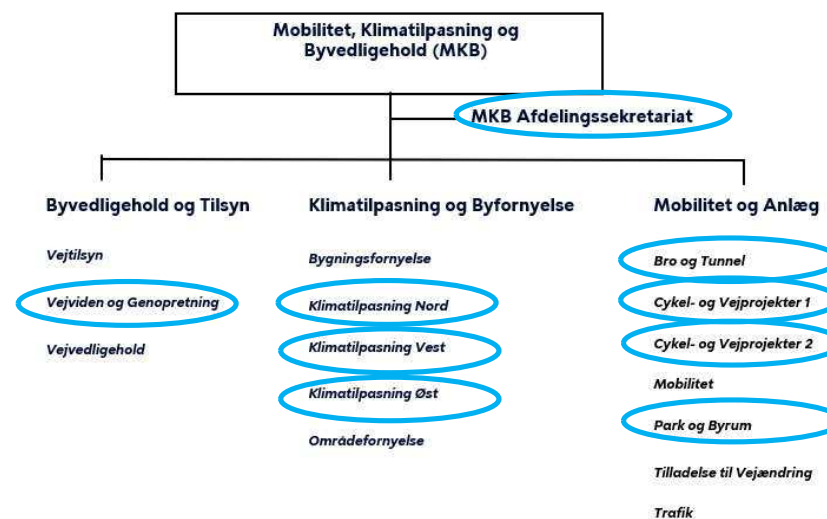 Mobilitet, Klimatilpasning og
Byvedligehold (MKB)
MKB Afdelingssekretariat
Byvedligehold og Tilsyn
Vejtilsyn
Vejviden og Genopretning
Vejvedligehold
Klimatilpasning og Byfornyelse
Bygningsfornyelse
Klimatilpasning Nord
Klimatilpasning Vest
Klimatilpasning Øst
Områdefornyelse
Mobilitet og Anlæg
Bro og Tunnel
Cykel- og Vejprojekter 1
Cykel- og Vejprojekter 2
Mobilitet
Park og Byrum
Tilladelse til Vejændring
Trafik